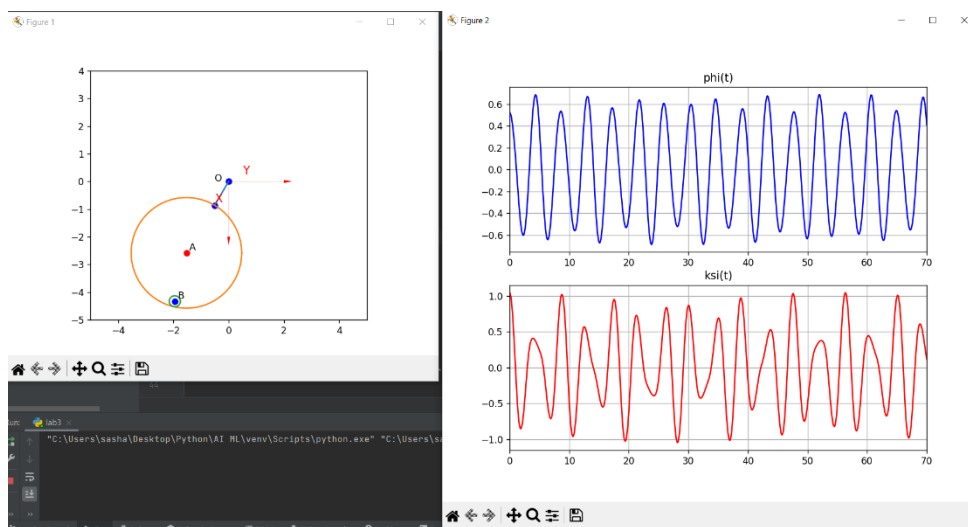 Figure 1
4
3
2
1
0
−1
−2
−3
−4
−5
−4
−2
0
2
4
O
Y
X
A
B
Run:
lab3
"C:\Users\sasha\Desktop\Python\AI ML\venv\Scripts\python.exe" "C:\Users\sa
Figure 2
phi(t)
0.6
0.4
0.2
0.0
−0.2
−0.4
−0.6
0 10 20 30 40 50 60 70
ksi(t)
1.0
0.5
0.0
−0.5
−1.0
0 10 20 30 40 50 60 70